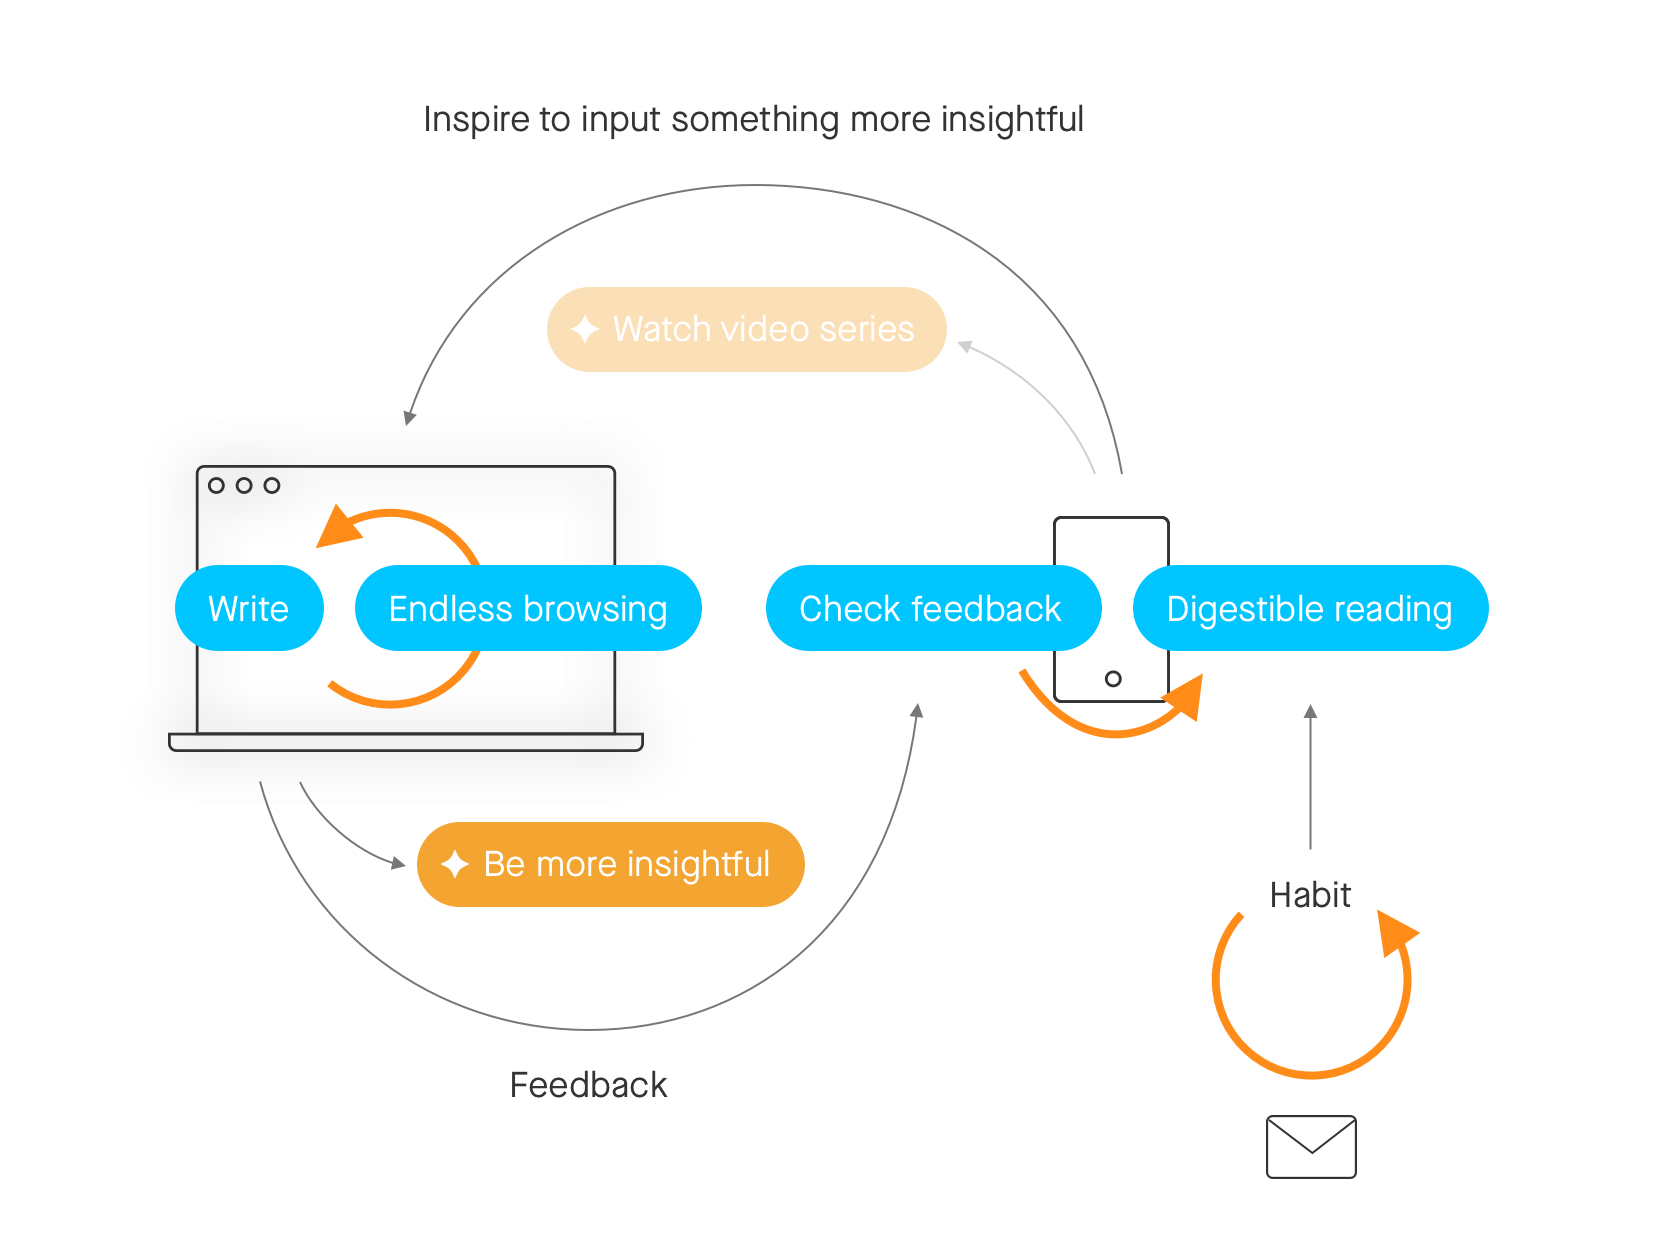 Inspire to input something more insightful
Watch video series
Write
Endless browsing
Check feedback
Digestible reading
Be more insightful
Habit
Feedback